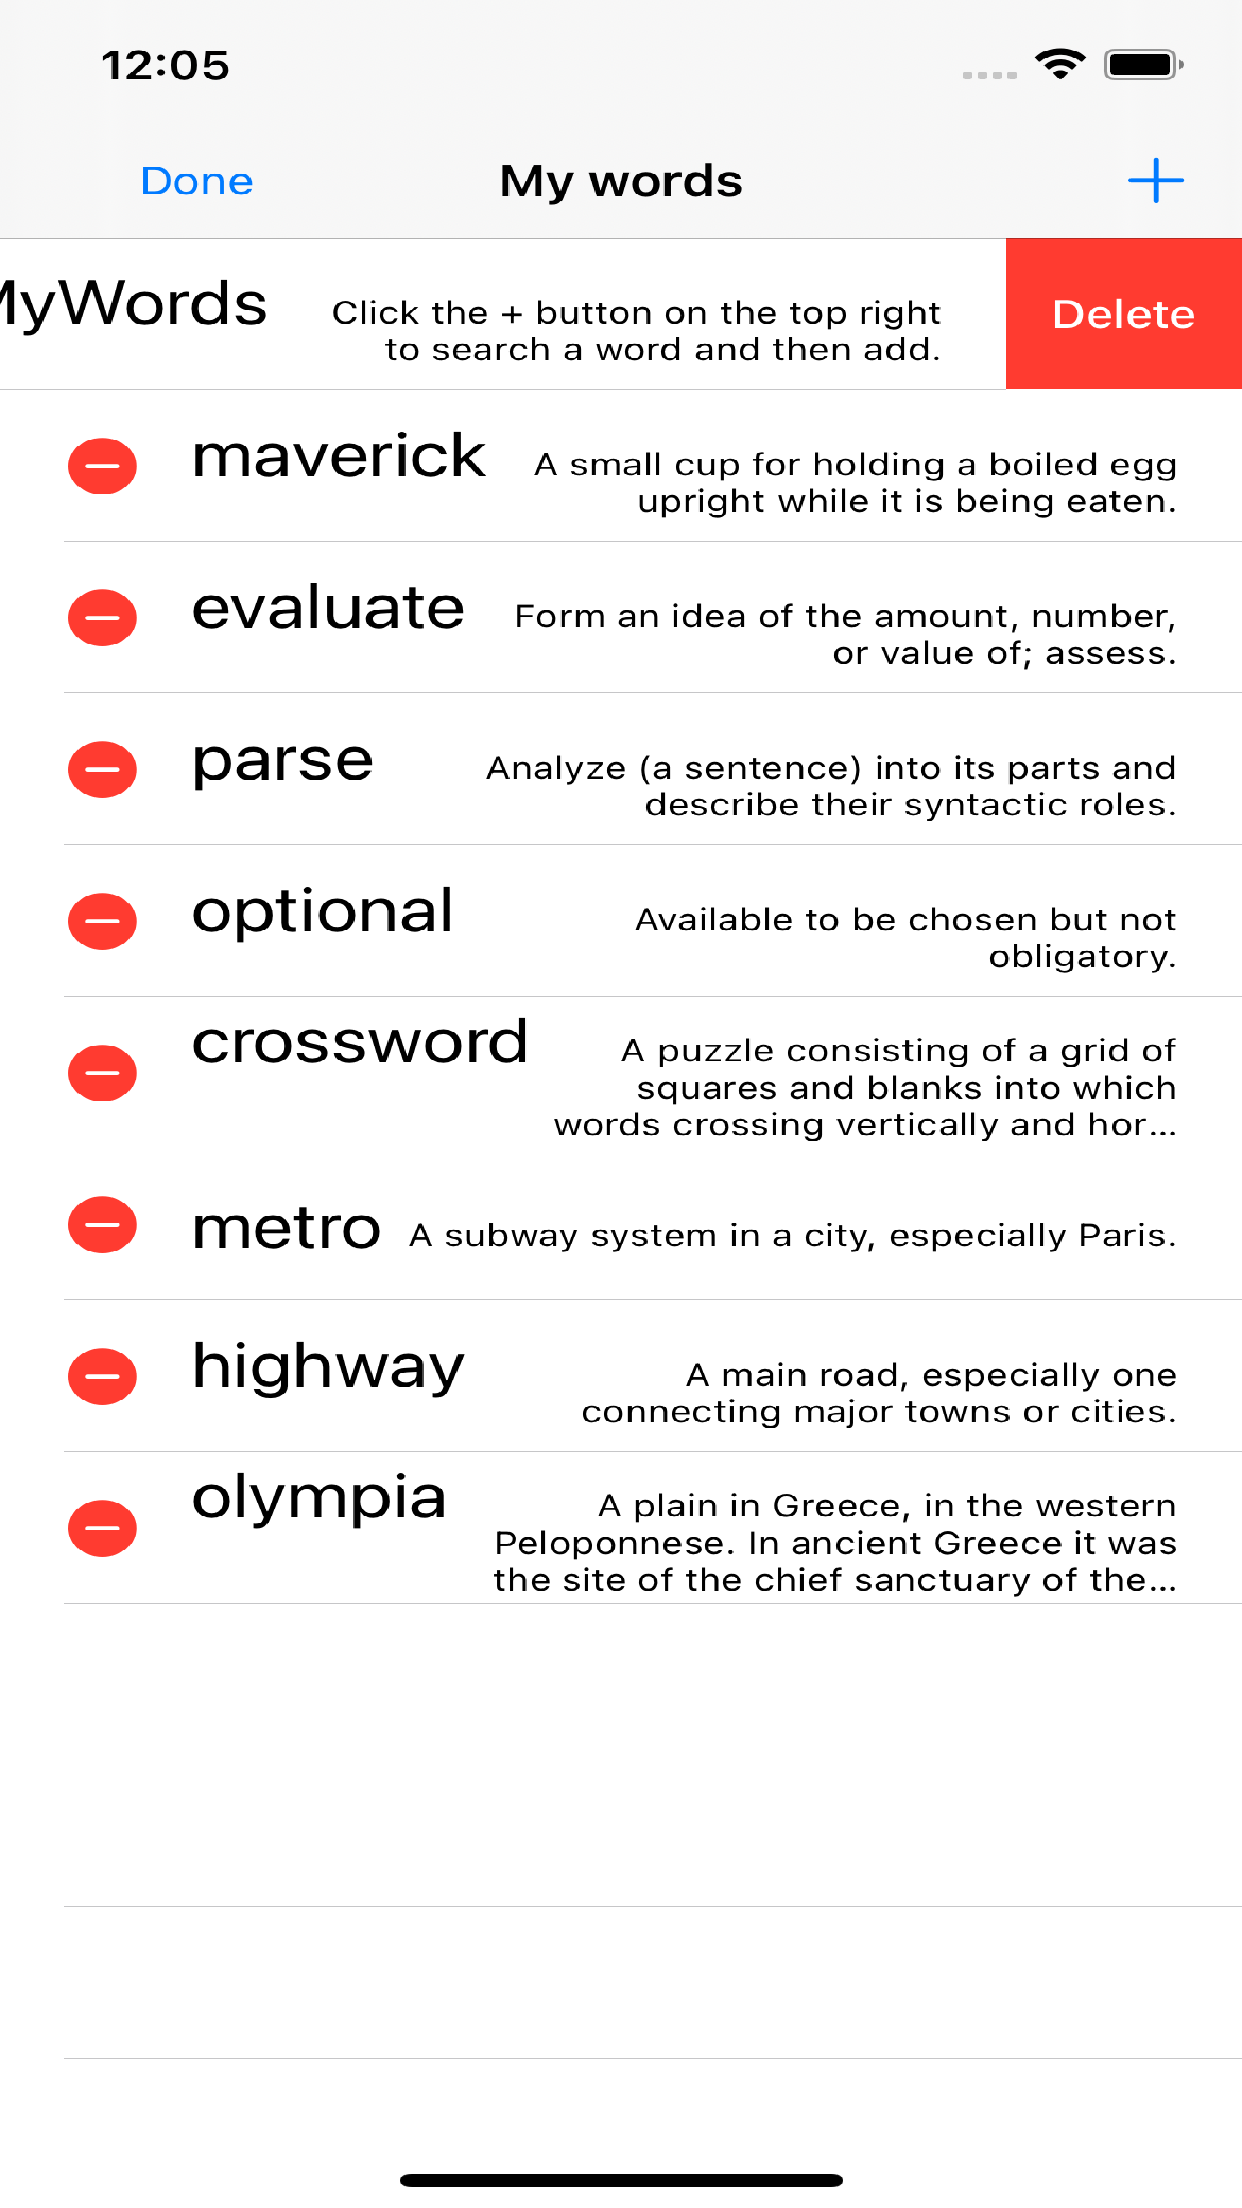 12:05
Done
My words
+
MyWords
Click the + button on the top right
to search a word and then add.
Delete
maverick
A small cup for holding a boiled egg
upright while it is being eaten.
evaluate
Form an idea of the amount, number,
or value of; assess.
parse
Analyze (a sentence) into its parts and
describe their syntactic roles.
optional
Available to be chosen but not
obligatory.
crossword
A puzzle consisting of a grid of
squares and blanks into which
words crossing vertically and hor...
metro
A subway system in a city, especially Paris.
highway
A main road, especially one
connecting major towns or cities.
olympia
A plain in Greece, in the western
Peloponnese. In ancient Greece it was
the site of the chief sanctuary of the...